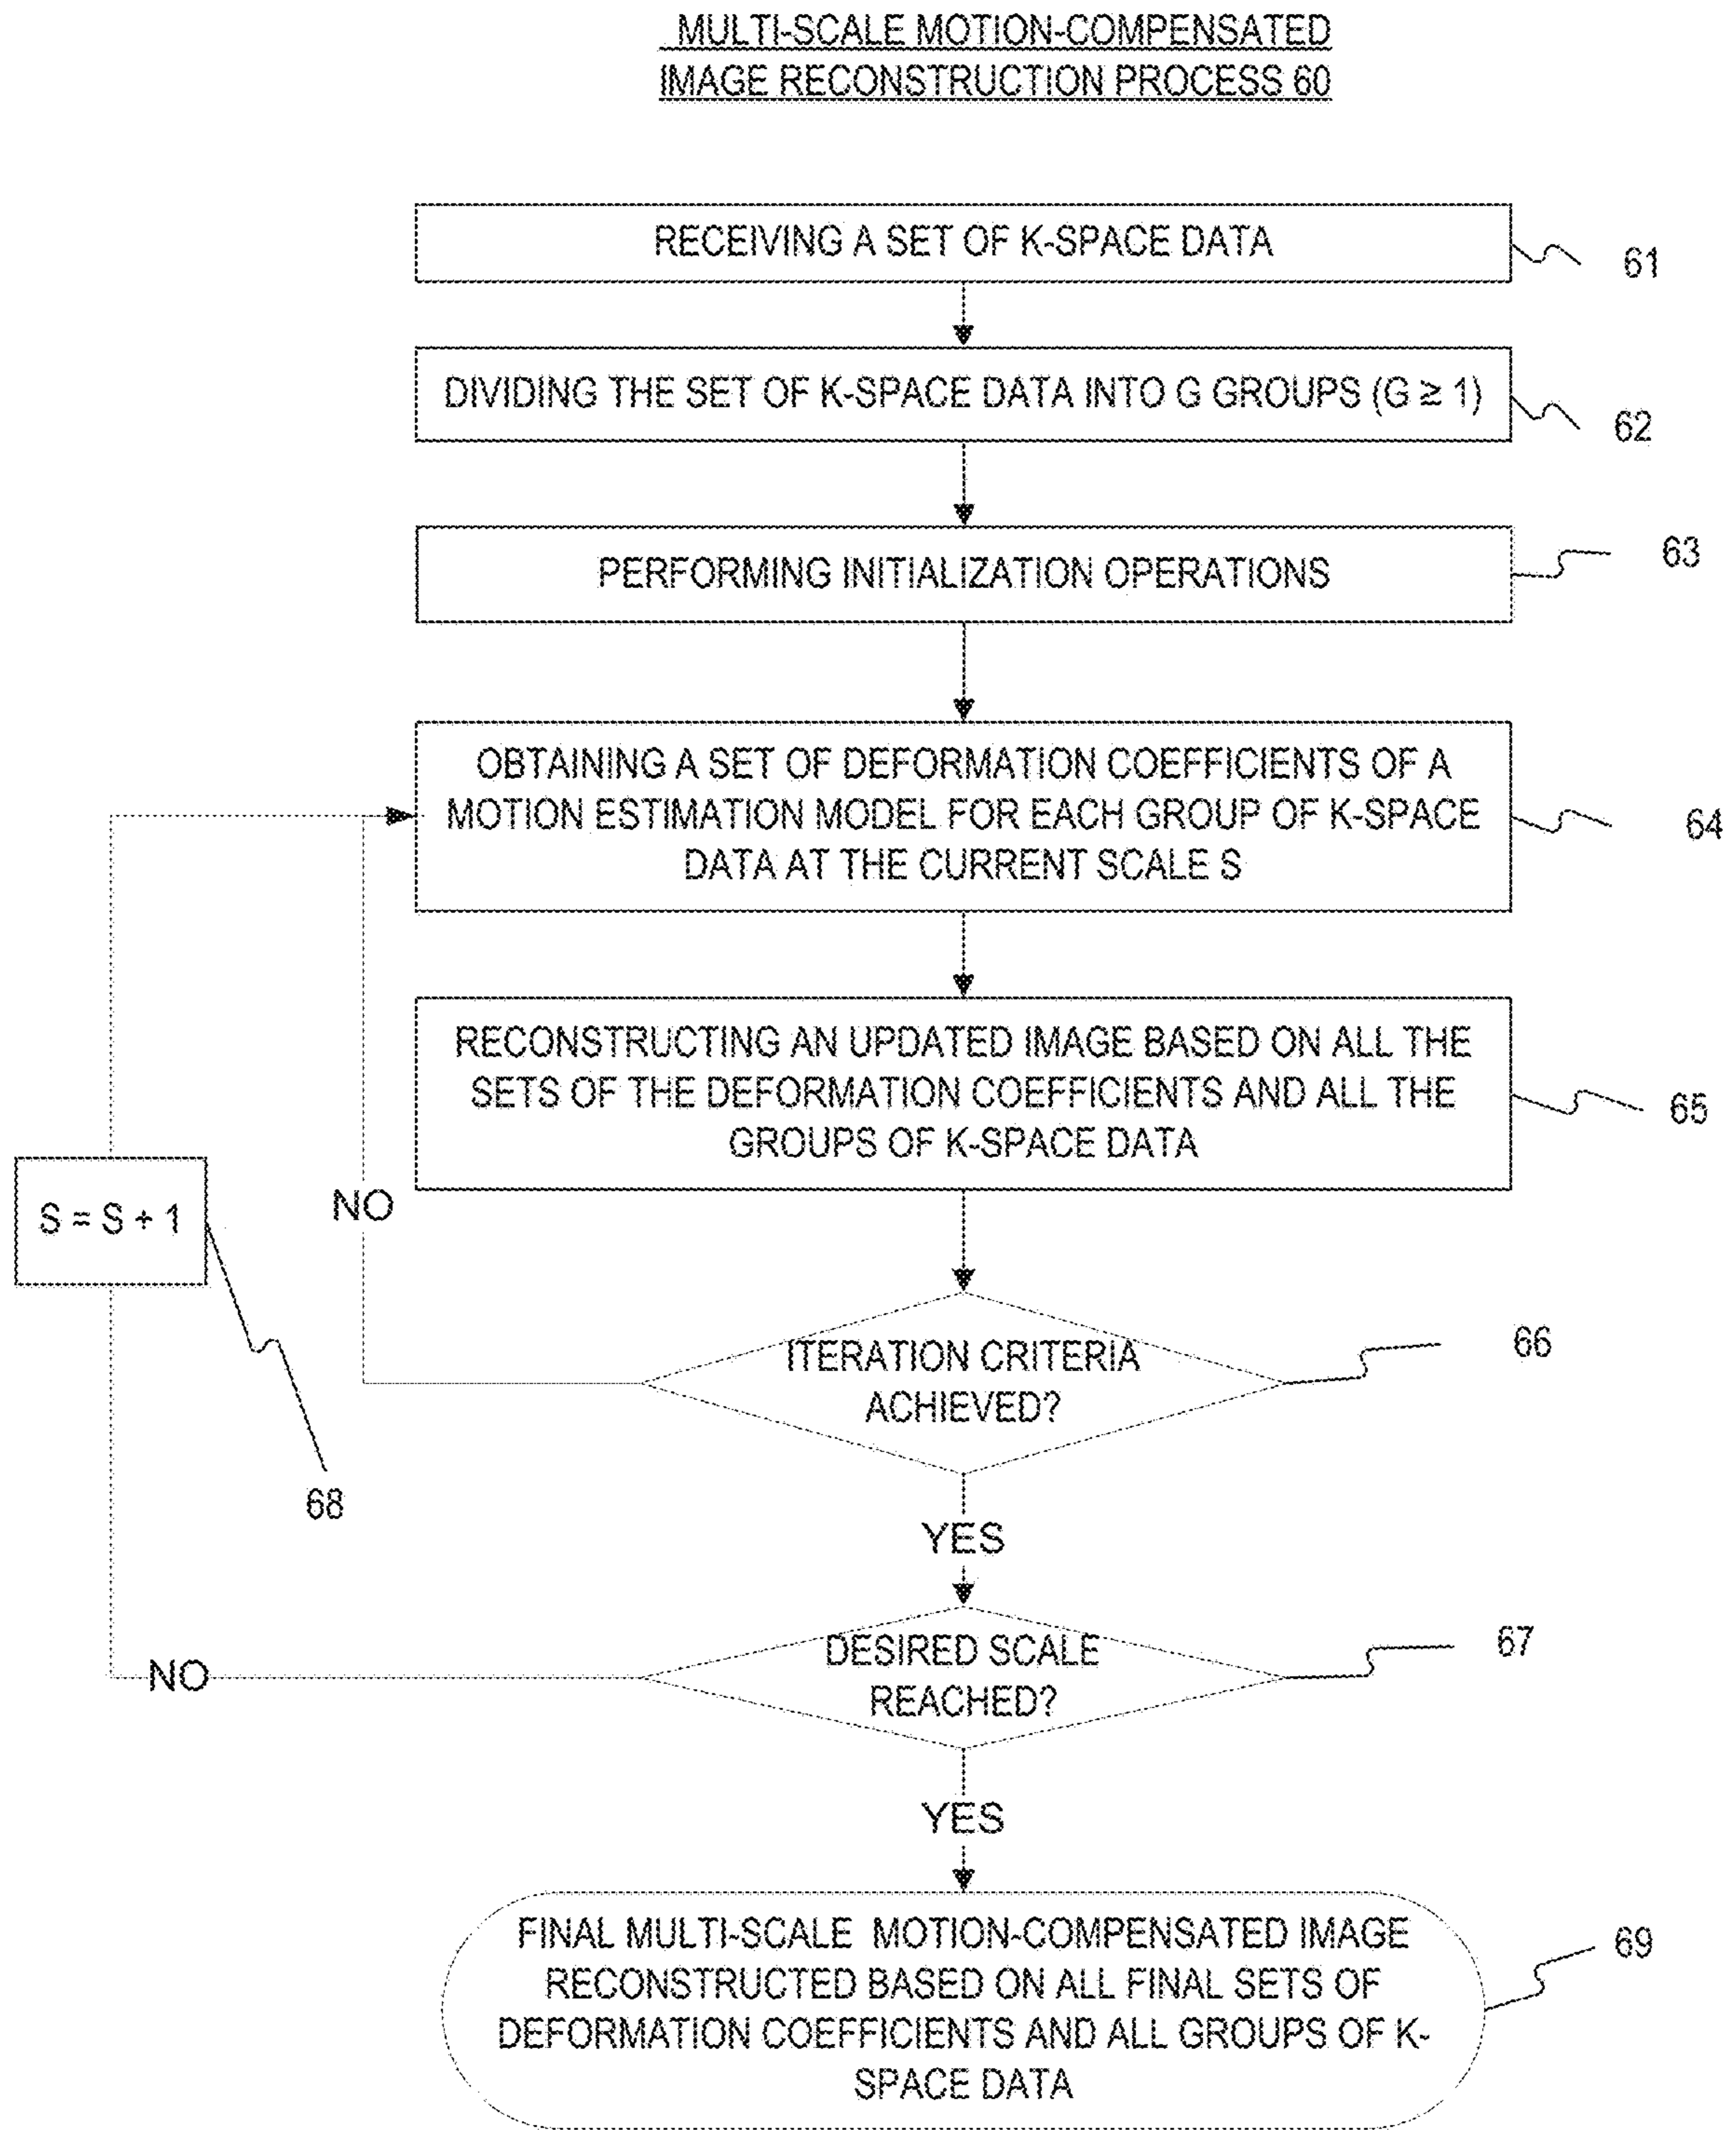 MULTI-SCALE MOTION-COMPENSATED
IMAGE RECONSTRUCTION PROCESS 60
RECEIVING A SET OF K-SPACE DATA
61
DIVIDING THE SET OF K-SPACE DATA INTO G GROUPS (G ≥ 1)
62
PERFORMING INITIALIZATION OPERATIONS
63
OBTAINING A SET OF DEFORMATION COEFFICIENTS OF A
MOTION ESTIMATION MODEL FOR EACH GROUP OF K-SPACE
DATA AT THE CURRENT SCALE S
64
RECONSTRUCTING AN UPDATED IMAGE BASED ON ALL THE
SETS OF THE DEFORMATION COEFFICIENTS AND ALL THE
GROUPS OF K-SPACE DATA
65
S = S + 1
NO
ITERATION CRITERIA
ACHIEVED?
66
68
YES
DESIRED SCALE
REACHED?
67
NO
YES
FINAL MULTI-SCALE MOTION-COMPENSATED IMAGE
RECONSTRUCTED BASED ON ALL FINAL SETS OF
DEFORMATION COEFFICIENTS AND ALL GROUPS OF K-
SPACE DATA
69